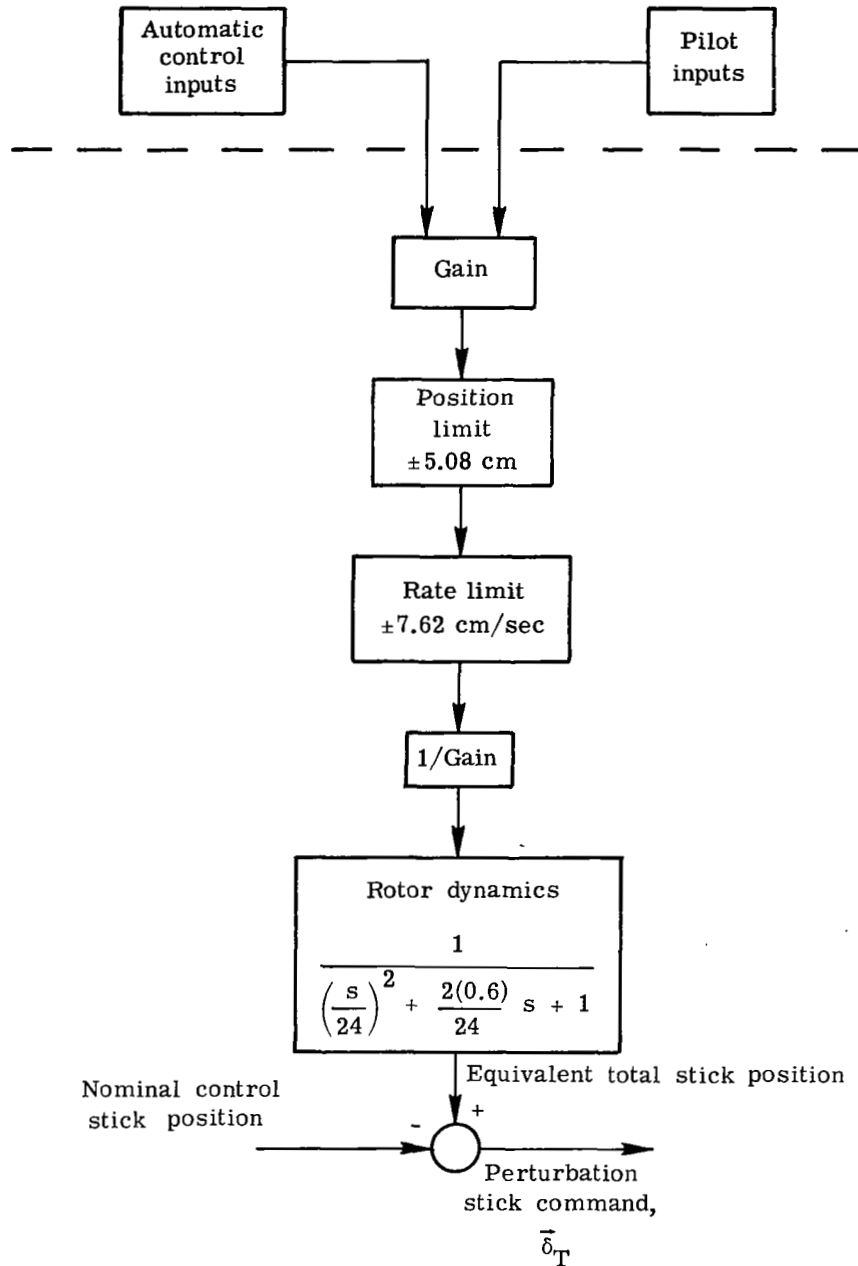 Automatic
control
inputs
Pilot
inputs
Gain
Position
limit
±5.08 cm
Rate limit
±7.62 cm/sec
1/Gain
Rotor dynamics
1
(s/24)^2 + 2(0.6)/24 s + 1
Equivalent total stick position
Nominal control
stick position
-
+
Perturbation
stick command,
δ⃗_T